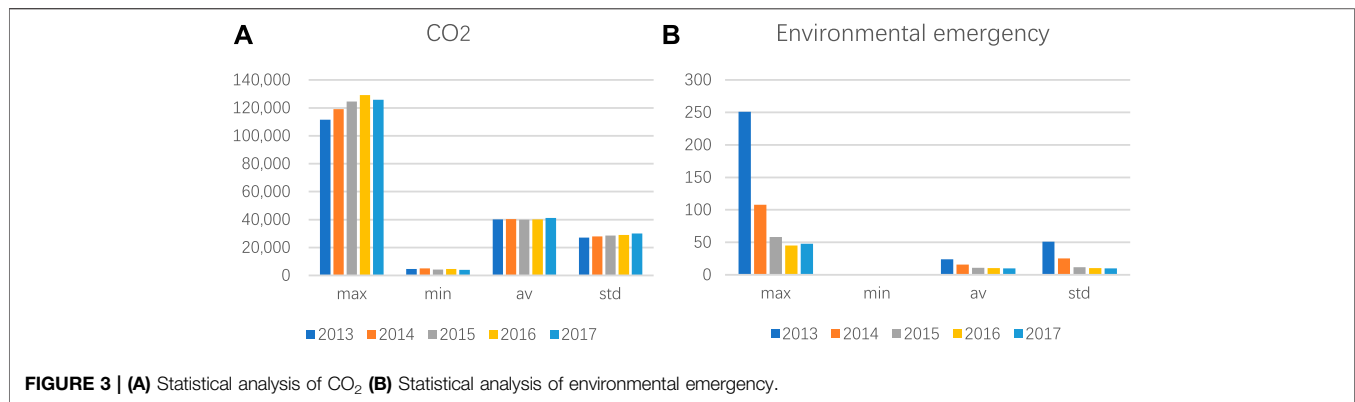 A
CO2
140,000
120,000
100,000
80,000
60,000
40,000
20,000
0
max min av std
2013 2014 2015 2016 2017
B
Environmental emergency
300
250
200
150
100
50
0
max min av std
2013 2014 2015 2016 2017
FIGURE 3 | (A) Statistical analysis of CO₂ (B) Statistical analysis of environmental emergency.